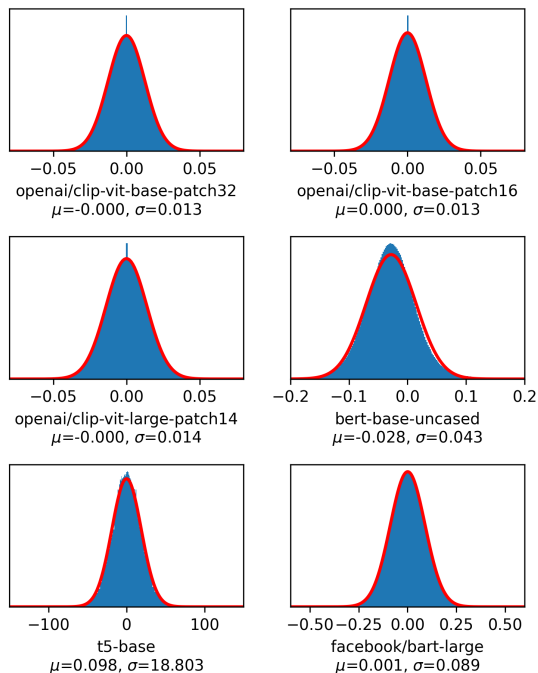 −0.05 0.00 0.05
openai/clip-vit-base-patch32
μ=-0.000, σ=0.013
−0.05 0.00 0.05
openai/clip-vit-base-patch16
μ=0.000, σ=0.013
−0.05 0.00 0.05
openai/clip-vit-large-patch14
μ=-0.000, σ=0.014
−0.2 −0.1 0.0 0.1 0.2
bert-base-uncased
μ=-0.028, σ=0.043
−100 0 100
t5-base
μ=0.098, σ=18.803
−0.50 −0.25 0.00 0.25 0.50
facebook/bart-large
μ=0.001, σ=0.089